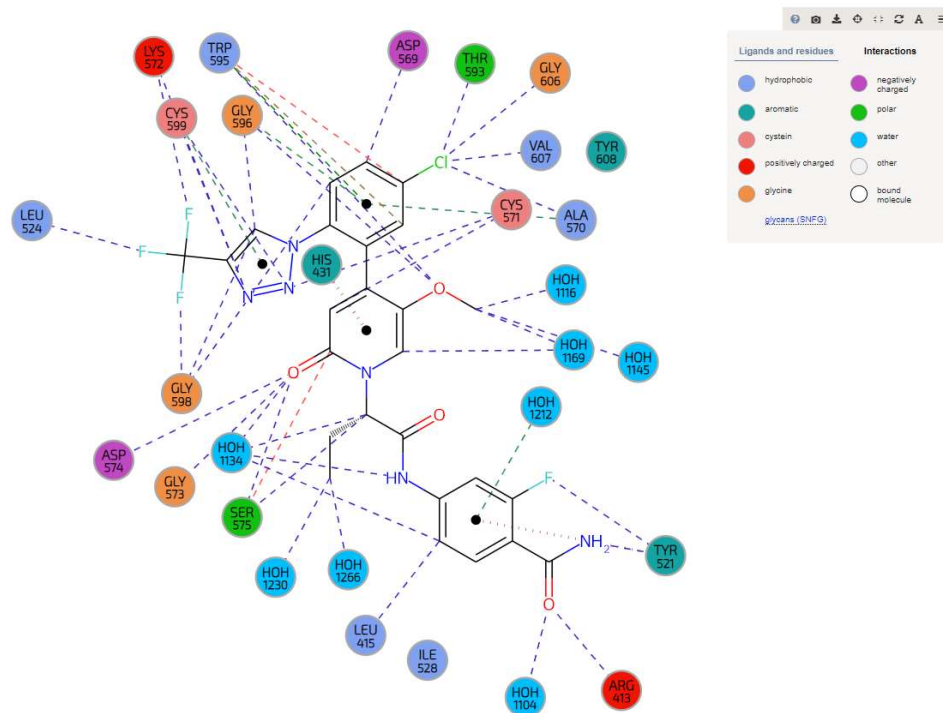 LYS
572
TRP
595
ASP
569
THR
593
GLY
606
CYS
599
GLY
596
VAL
607
TYR
608
Cl
LEU
524
F
F
F
N
N
N
HIS
431
CYS
571
ALA
570
O
HOH
1116
HOH
1169
HOH
1145
O
N
GLY
598
O
HOH
1212
ASP
574
HOH
1134
GLY
573
SER
575
HN
F
NH2
TYR
521
HOH
1230
HOH
1266
O
LEU
415
ILE
528
HOH
1104
ARG
413
A
Ligands and residues
hydrophobic
aromatic
cystein
positively charged
glycine
glycans (SNFG)
Interactions
negatively
charged
polar
water
other
bound
molecule